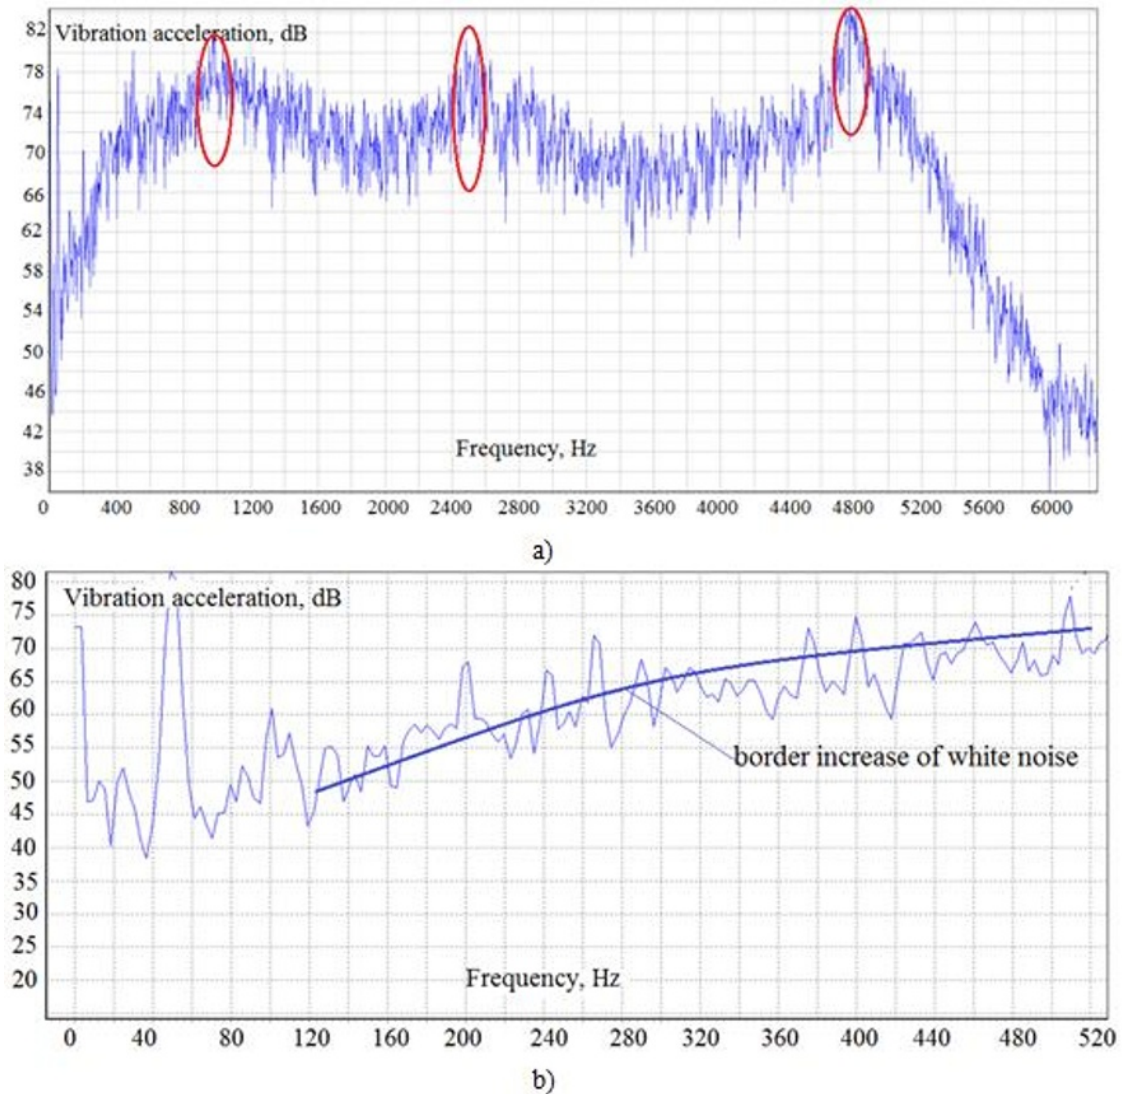 82
Vibration acceleration, dB
78
74
70
66
62
58
54
50
46
42
38
Frequency, Hz
0 400 800 1200 1600 2000 2400 2800 3200 3600 4000 4400 4800 5200 5600 6000
a)
80
Vibration acceleration, dB
75
70
65
60
55
border increase of white noise
50
45
40
35
30
25
20
Frequency, Hz
0 40 80 120 160 200 240 280 320 360 400 440 480 520
b)